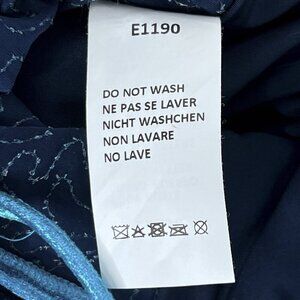 E1190
DO NOT WASH
NE PAS SE LAVER
NICHT WASHCHEN
NON LAVARE
NO LAVE